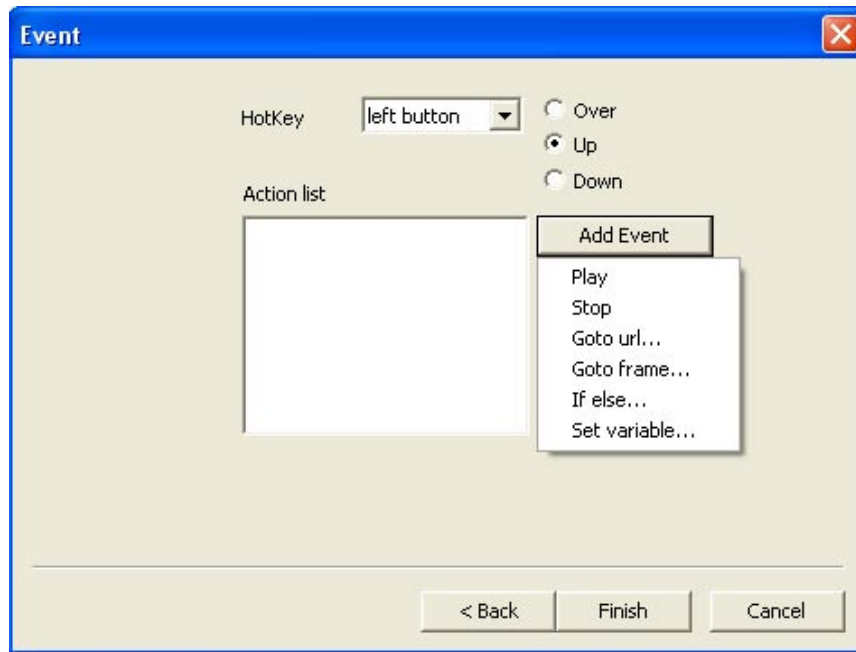 Event
HotKey
left button
Over
Up
Down
Action list
Add Event
Play
Stop
Goto url...
Goto frame...
If else...
Set variable...
< Back
Finish
Cancel